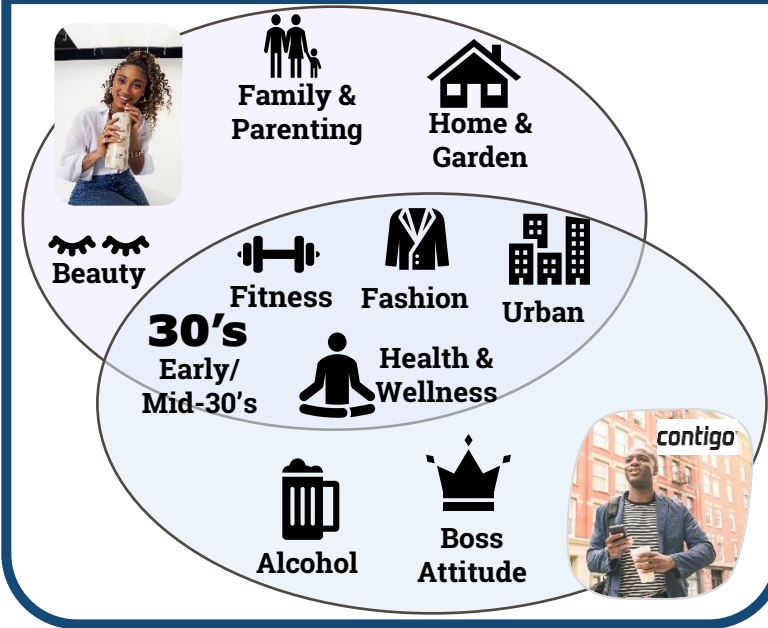 Family &
Parenting
Home &
Garden
Beauty
Fitness
Fashion
Urban
30’s
Early/
Mid-30’s
Health &
Wellness
contigo
Alcohol
Boss
Attitude